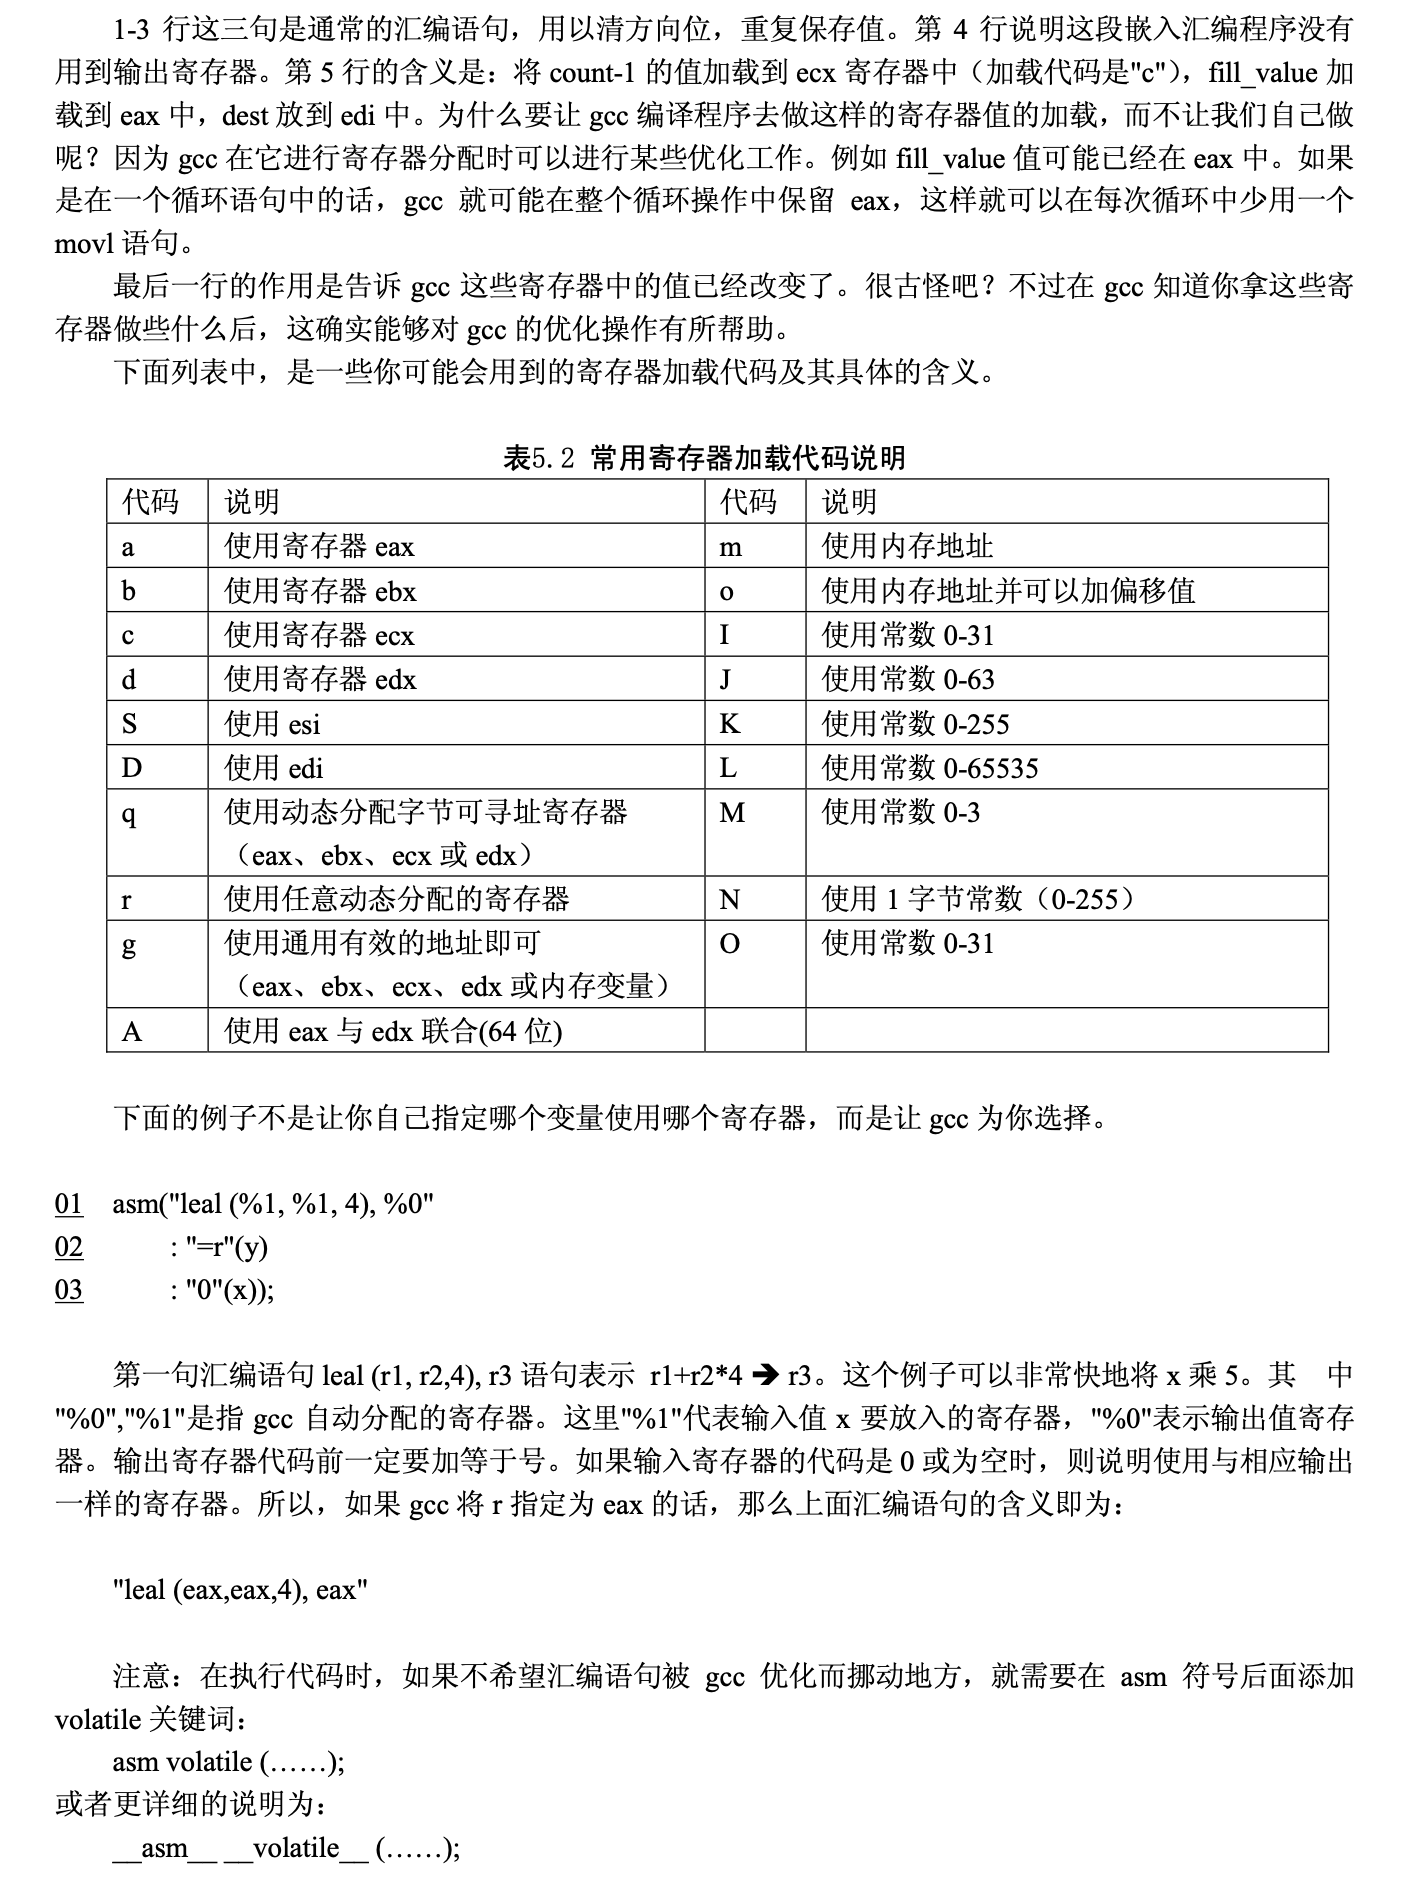 1-3 行这三句是通常的汇编语句，用以清方向位，重复保存值。第 4 行说明这段嵌入汇编程序没有
用到输出寄存器。第 5 行的含义是：将 count-1 的值加载到 ecx 寄存器中（加载代码是"c"），fill_value 加
载到 eax 中，dest 放到 edi 中。为什么要让 gcc 编译程序去做这样的寄存器值的加载，而不让我们自己做
呢？因为 gcc 在它进行寄存器分配时可以进行某些优化工作。例如 fill_value 值可能已经在 eax 中。如果
是在一个循环语句中的话，gcc 就可能在整个循环操作中保留 eax，这样就可以在每次循环中少用一个
movl 语句。
最后一行的作用是告诉 gcc 这些寄存器中的值已经改变了。很古怪吧？不过在 gcc 知道你拿这些寄
存器做些什么后，这确实能够对 gcc 的优化操作有所帮助。
下面列表中，是一些你可能会用到的寄存器加载代码及其具体的含义。
表5.2 常用寄存器加载代码说明
代码 说明 代码 说明
a 使用寄存器 eax m 使用内存地址
b 使用寄存器 ebx o 使用内存地址并可以加偏移值
c 使用寄存器 ecx I 使用常数 0-31
d 使用寄存器 edx J 使用常数 0-63
S 使用 esi K 使用常数 0-255
D 使用 edi L 使用常数 0-65535
q 使用动态分配字节可寻址寄存器 M 使用常数 0-3
（eax、ebx、ecx 或 edx）
r 使用任意动态分配的寄存器 N 使用 1 字节常数（0-255）
g 使用通用有效的地址即可 O 使用常数 0-31
（eax、ebx、ecx、edx 或内存变量）
A 使用 eax 与 edx 联合(64 位)
下面的例子不是让你自己指定哪个变量使用哪个寄存器，而是让 gcc 为你选择。
01 asm("leal (%1, %1, 4), %0"
02 : "=r"(y)
03 : "0"(x));
第一句汇编语句 leal (r1, r2,4), r3 语句表示 r1+r2*4 ➔ r3。这个例子可以非常快地将 x 乘 5。其 中
"%0","%1"是指 gcc 自动分配的寄存器。这里"%1"代表输入值 x 要放入的寄存器，"%0"表示输出值寄存
器。输出寄存器代码前一定要加等于号。如果输入寄存器的代码是 0 或为空时，则说明使用与相应输出
一样的寄存器。所以，如果 gcc 将 r 指定为 eax 的话，那么上面汇编语句的含义即为：
"leal (eax,eax,4), eax"
注意：在执行代码时，如果不希望汇编语句被 gcc 优化而挪动地方，就需要在 asm 符号后面添加
volatile 关键词：
asm volatile (……);
或者更详细的说明为：
__asm__ __volatile__ (……);